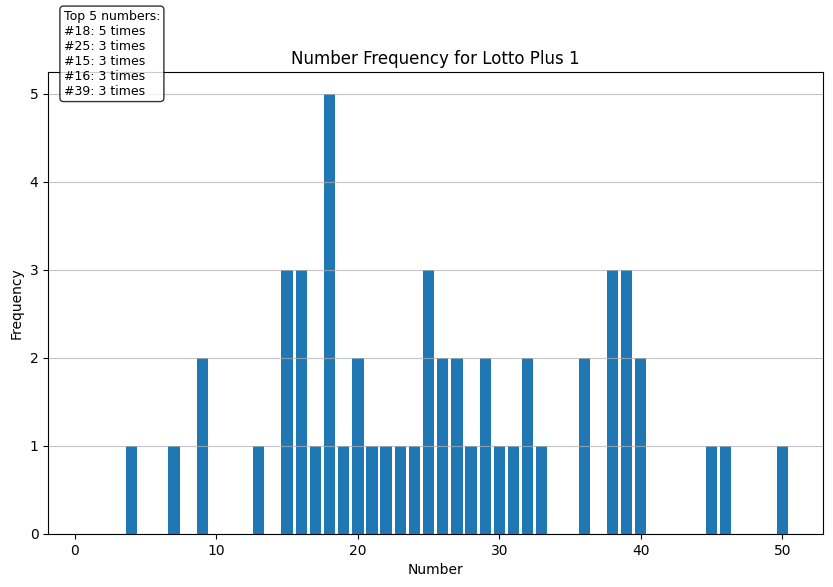 Top 5 numbers:
#18: 5 times
#25: 3 times
#15: 3 times
#16: 3 times
#39: 3 times
Number Frequency for Lotto Plus 1
5
4
3
2
1
0
Frequency
0 10 20 30 40 50
Number